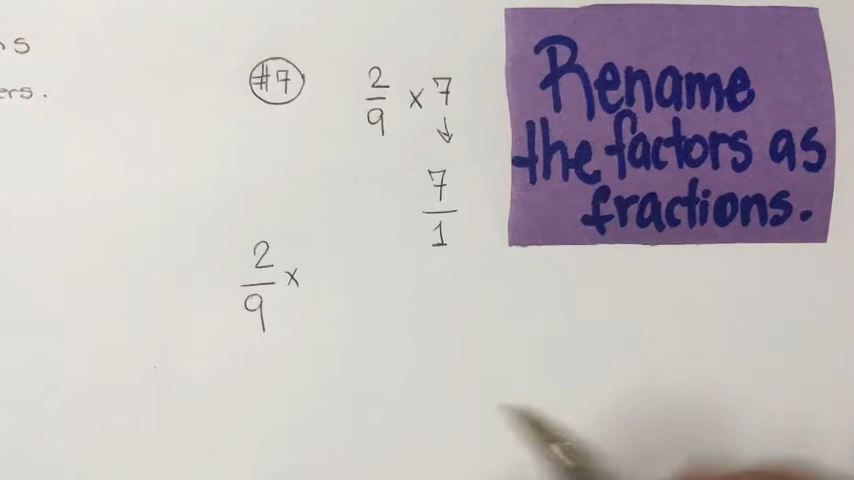 #7
2/9 x 7
↓
7/1
2/9 x
Rename
the factors as
fractions.